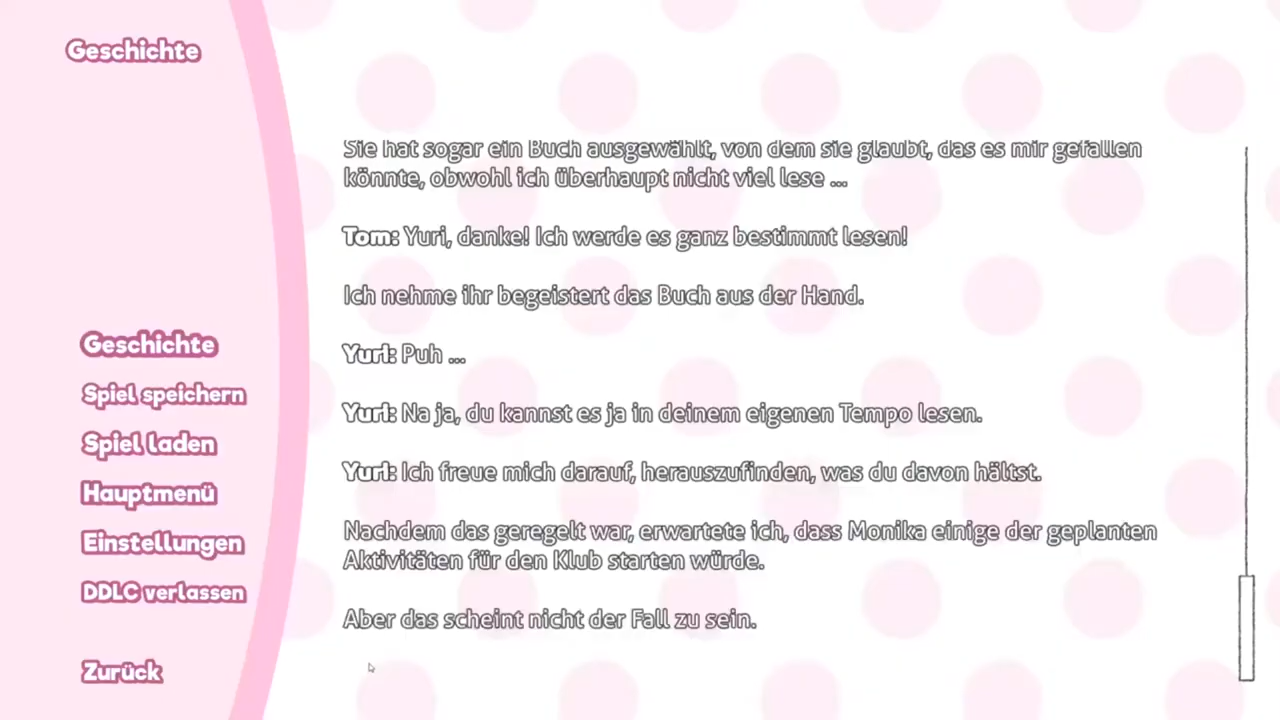 Geschichte
Sie hat sogar ein Buch ausgewählt, von dem sie glaubt, das es mir gefallen
könnte, obwohl ich überhaupt nicht viel lese ...
Tom: Yuri, danke! Ich werde es ganz bestimmt lesen!
Ich nehme ihr begeistert das Buch aus der Hand.
Yuri: Puh ...
Yuri: Na ja, du kannst es ja in deinem eigenen Tempo lesen.
Yuri: Ich freue mich darauf, herauszufinden, was du davon hältst.
Nachdem das geregelt war, erwartete ich, dass Monika einige der geplanten
Aktivitäten für den Klub starten würde.
Aber das scheint nicht der Fall zu sein.
Geschichte
Spiel speichern
Spiel laden
Hauptmenü
Einstellungen
DDLC verlassen
Zurück